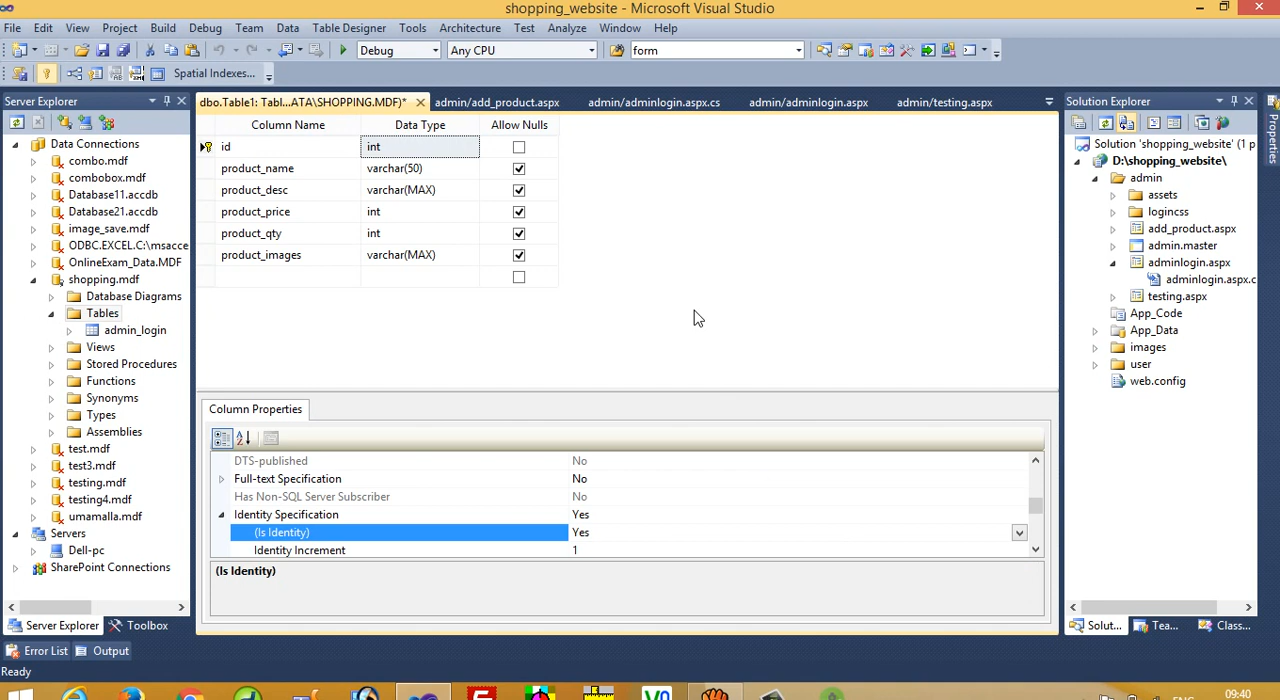 shopping_website - Microsoft Visual Studio
File Edit View Project Build Debug Team Data Table Designer Tools Architecture Test Analyze Window Help
Debug Any CPU form
Spatial Indexes...
Server Explorer
Data Connections
combo.mdf
combobox.mdf
Database11.accdb
Database21.accdb
image_save.mdf
ODBC.EXCEL.C:\msacce
OnlineExam_Data.MDF
shopping.mdf
Database Diagrams
Tables
admin_login
Views
Stored Procedures
Functions
Synonyms
Types
Assemblies
test.mdf
test3.mdf
testing.mdf
testing4.mdf
umamalla.mdf
Servers
Dell-pc
SharePoint Connections
Server Explorer Toolbox
dbo.Table1: Tabl...ATA\SHOPPING.MDF)* admin/add_product.aspx admin/adminlogin.aspx.cs admin/adminlogin.aspx admin/testing.aspx
Column Name Data Type Allow Nulls
id int
product_name varchar(50)
product_desc varchar(MAX)
product_price int
product_qty int
product_images varchar(MAX)
Column Properties
DTS-published No
Full-text Specification No
Has Non-SQL Server Subscriber No
Identity Specification Yes
(Is Identity) Yes
Identity Increment 1
(Is Identity)
Solution Explorer
Solution 'shopping_website' (1 p
D:\shopping_website\
admin
assets
logincss
add_product.aspx
admin.master
adminlogin.aspx
adminlogin.aspx.c
testing.aspx
App_Code
App_Data
images
user
web.config
Solut... Tea... Class...
Properties
Error List Output
Ready
09:40